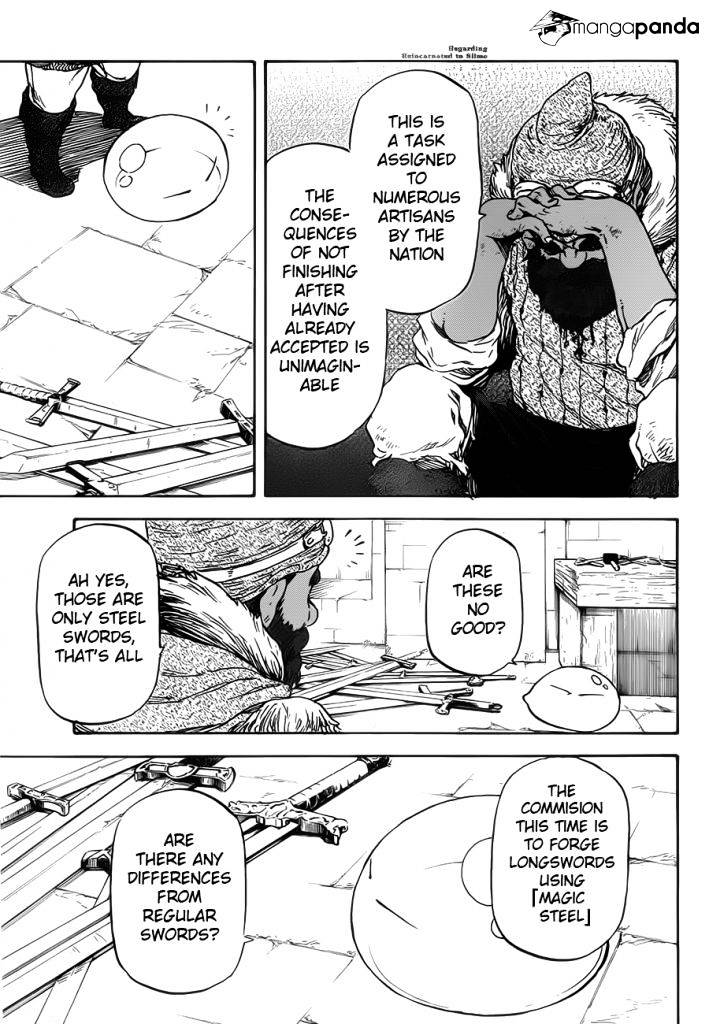 mangapanda
Regarding
Reincarnated to Slime
THIS IS
A TASK
ASSIGNED
TO
NUMEROUS
ARTISANS
BY THE
NATION
THE
CONSE-
QUENCES
OF NOT
FINISHING
AFTER
HAVING
ALREADY
ACCEPTED IS
UNIMAGIN-
ABLE
ARE
THESE
NO
GOOD?
AH YES,
THOSE ARE
ONLY STEEL
SWORDS,
THAT'S ALL
THE
COMMISION
THIS TIME IS
TO FORGE
LONGSWORDS
USING
「MAGIC
STEEL」
ARE
THERE ANY
DIFFERENCES
FROM
REGULAR
SWORDS?